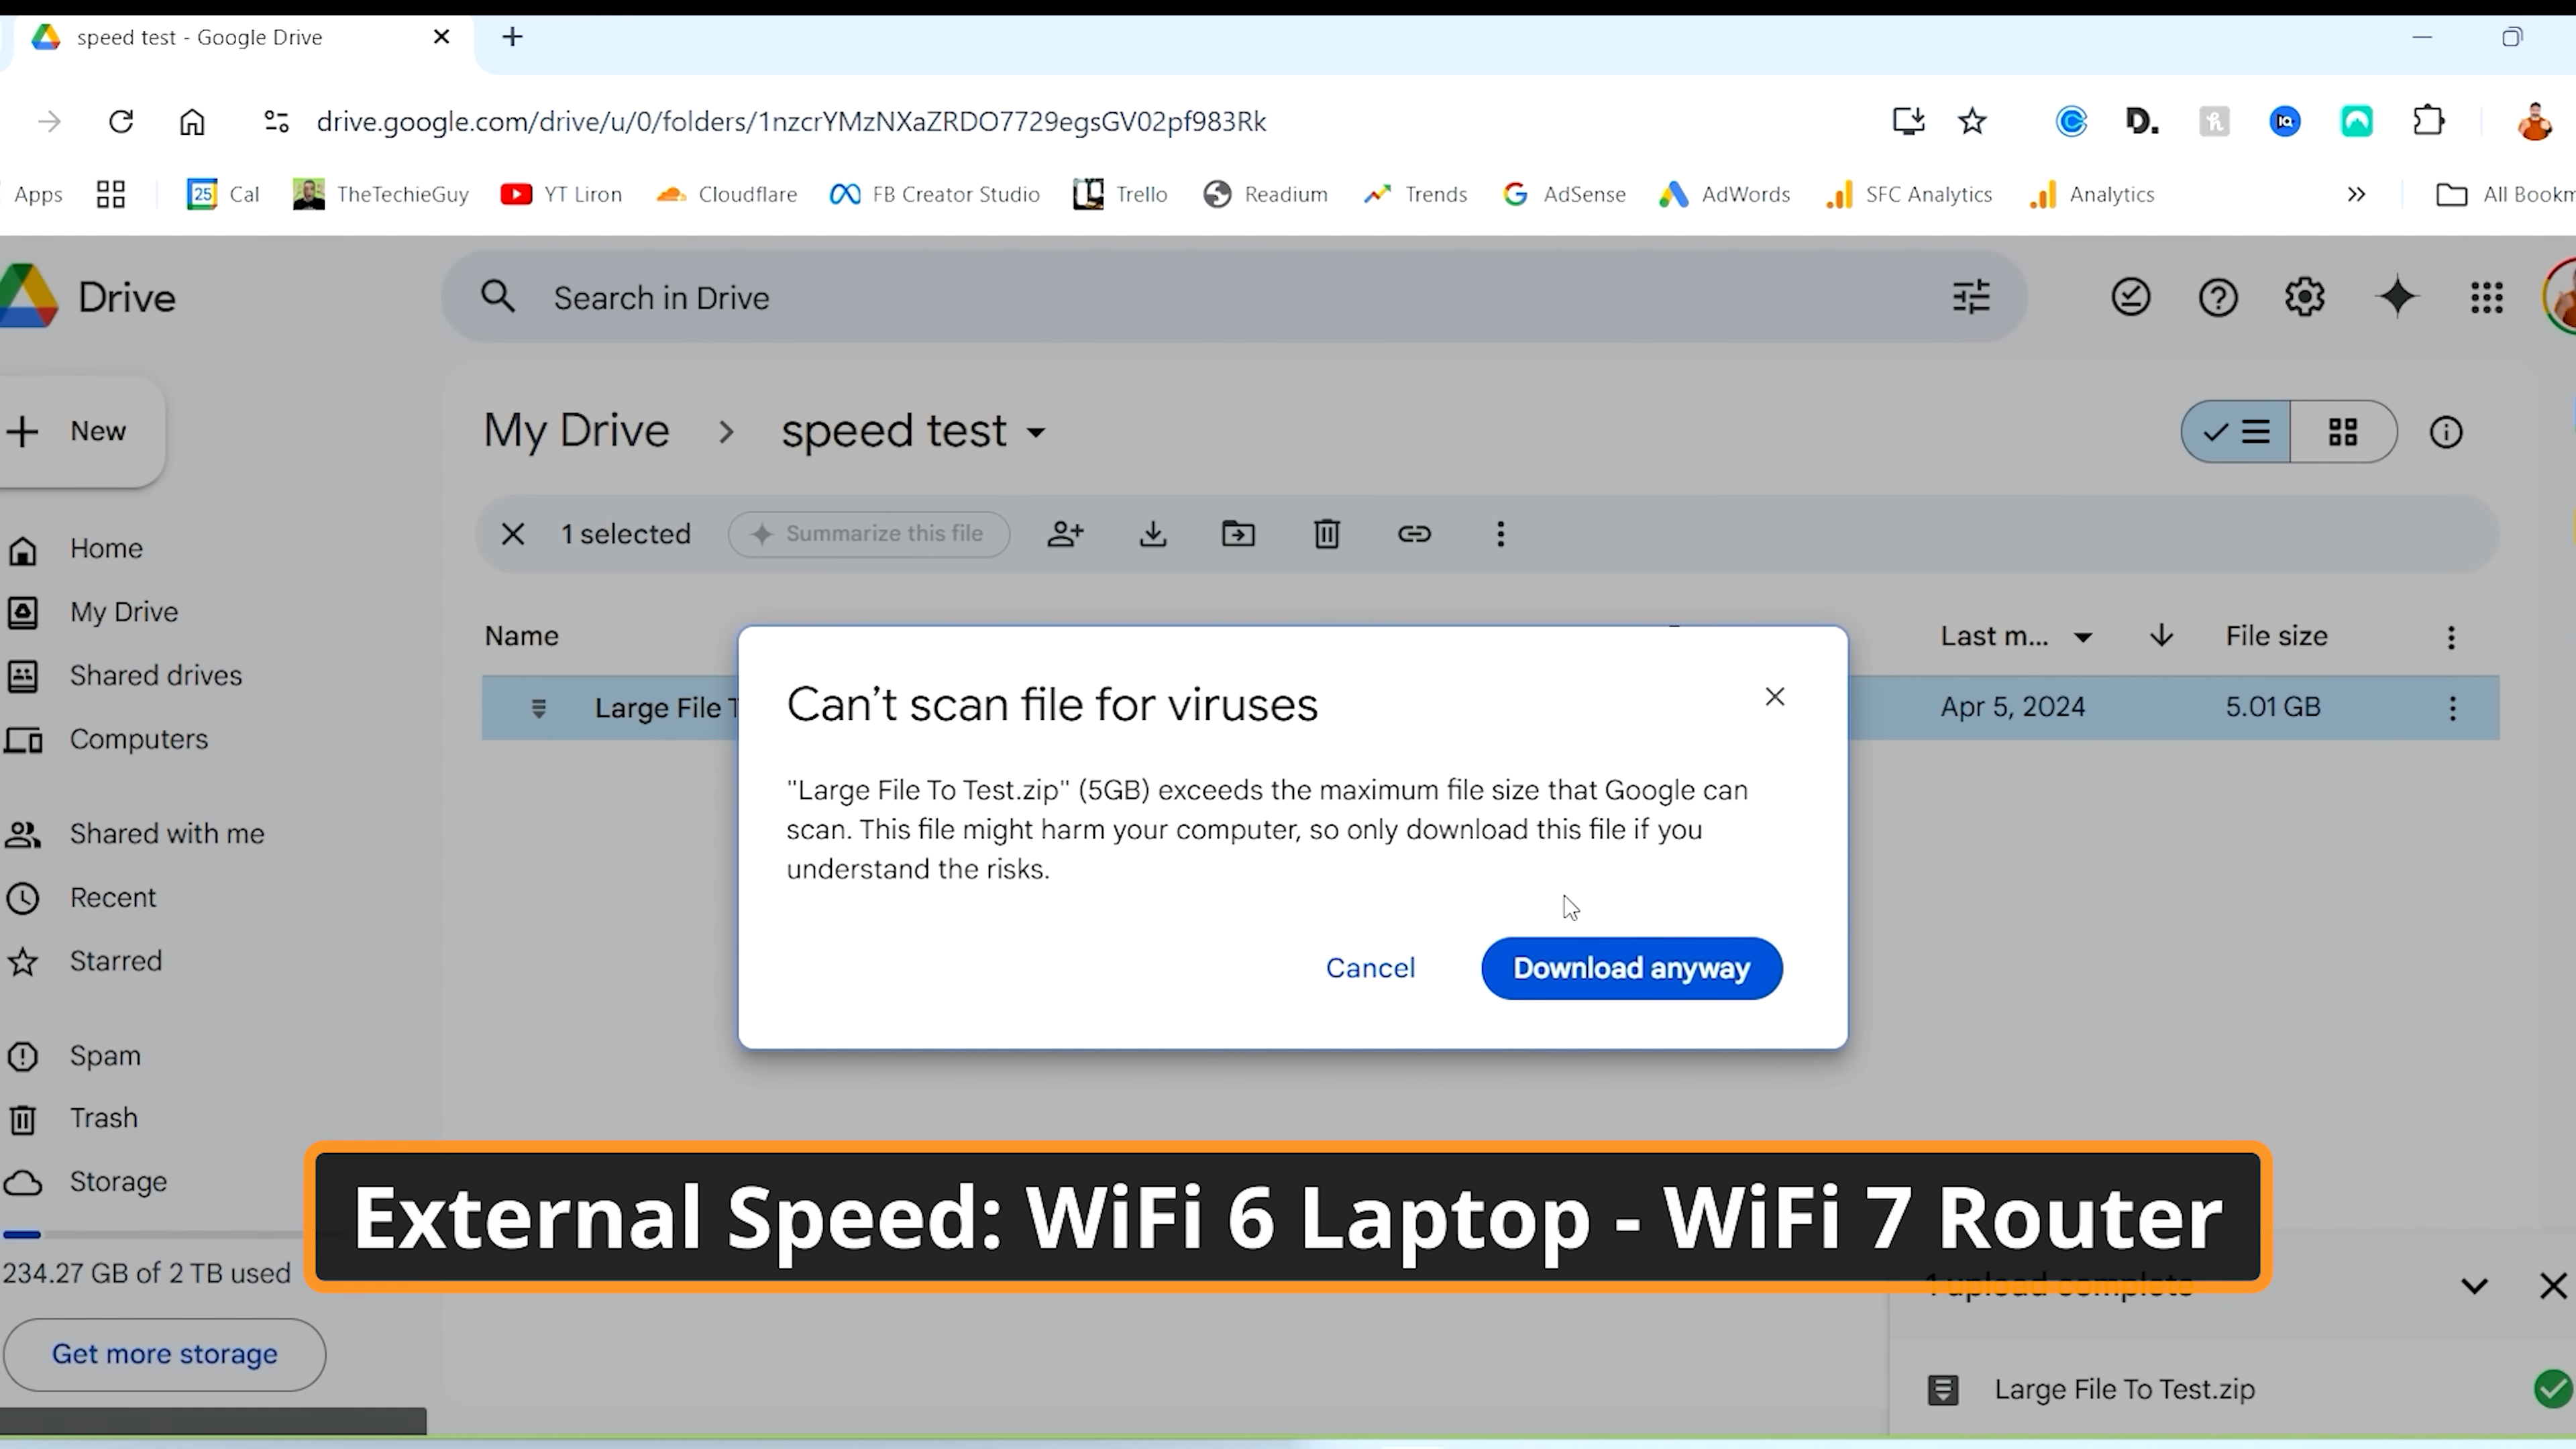 speed test - Google Drive
drive.google.com/drive/u/0/folders/1nzcrYMzNXaZRDO7729egsGV02pf983Rk
Apps 25 Cal TheTechieGuy YT Liron Cloudflare FB Creator Studio Trello Readium Trends AdSense AdWords SFC Analytics Analytics All Bookm
Drive
Search in Drive
New
My Drive > speed test
1 selected Summarize this file
Home
My Drive
Shared drives
Computers
Shared with me
Recent
Starred
Spam
Trash
Storage
234.27 GB of 2 TB used
Get more storage
Name Last m... File size
Large File T Apr 5, 2024 5.01 GB
Can't scan file for viruses
"Large File To Test.zip" (5GB) exceeds the maximum file size that Google can
scan. This file might harm your computer, so only download this file if you
understand the risks.
Cancel Download anyway
External Speed: WiFi 6 Laptop - WiFi 7 Router
1 upload complete
Large File To Test.zip